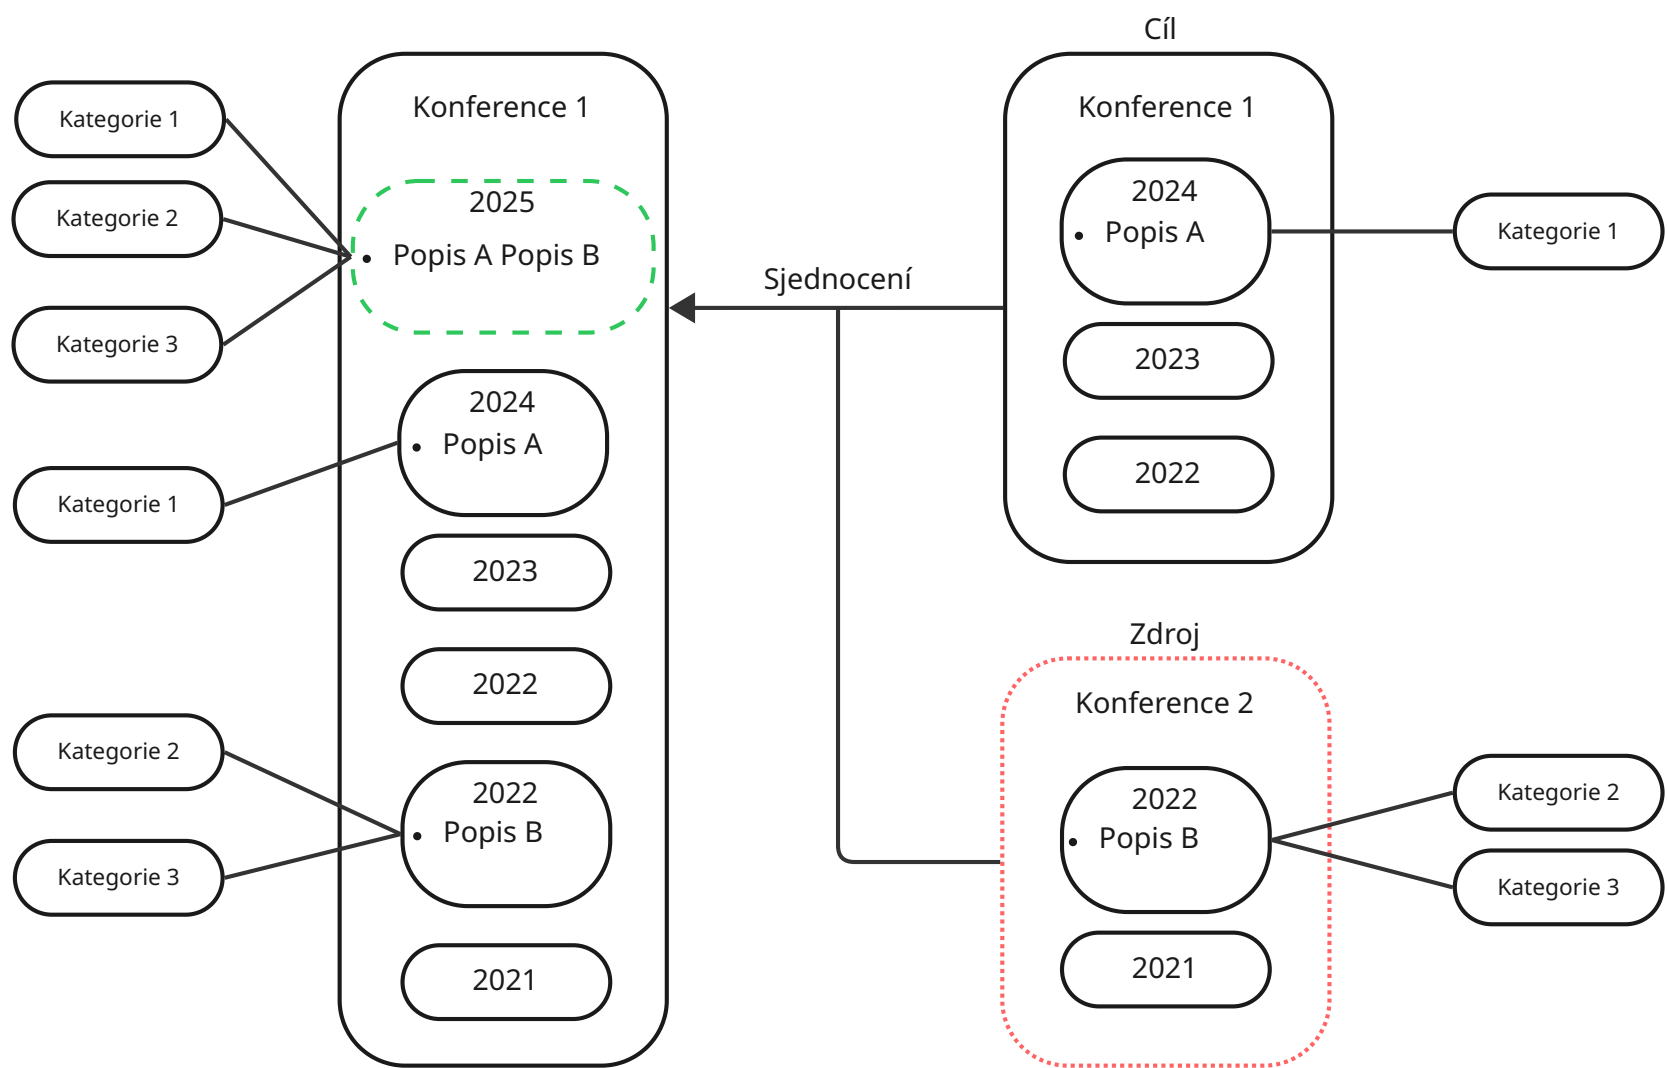 Kategorie 1
Kategorie 2
Kategorie 3
Kategorie 1
Kategorie 2
Kategorie 3
Konference 1
2025
• Popis A Popis B
2024
• Popis A
2023
2022
2022
• Popis B
2021
Sjednocení
Cíl
Konference 1
2024
• Popis A
2023
2022
Kategorie 1
Zdroj
Konference 2
2022
• Popis B
2021
Kategorie 2
Kategorie 3